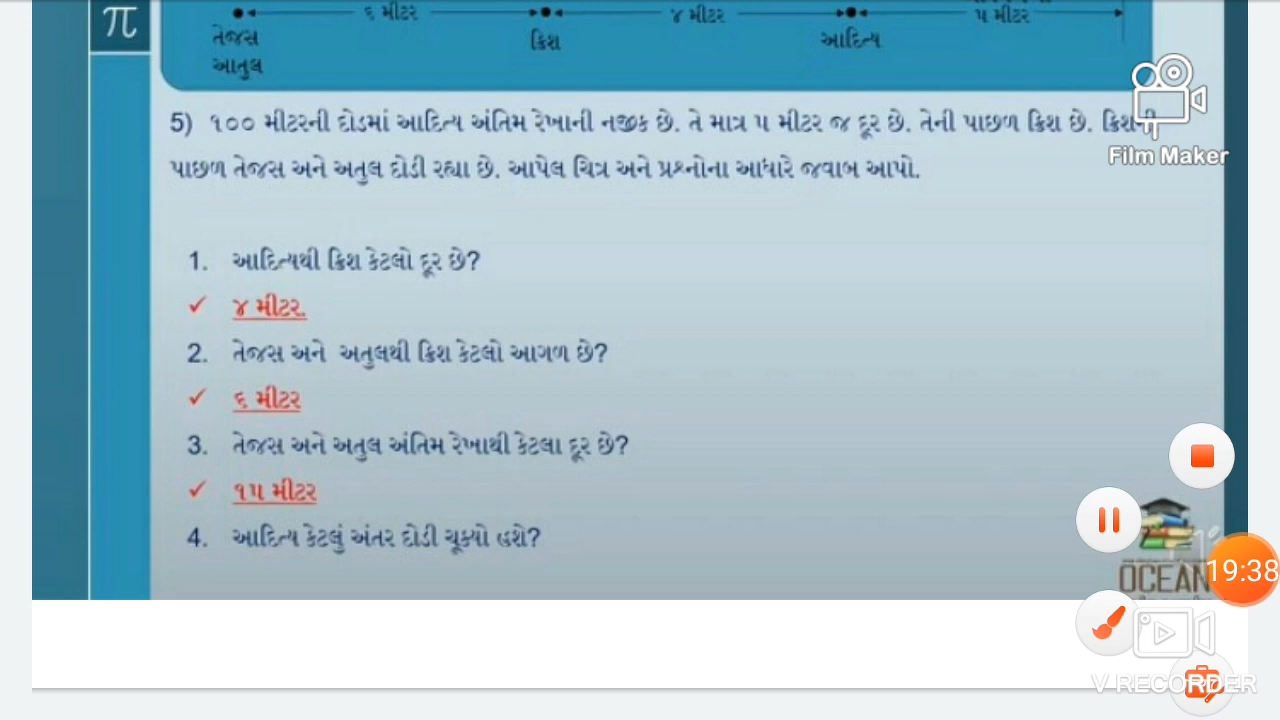 π
૬ મીટર
૪ મીટર
૫ મીટર
તેજસ
આતુલ
ક્રિશ
આદિત્ય
Film Maker
5) ૧૦૦ મીટરની દોડમાં આદિત્ય અંતિમ રેખાની નજીક છે. તે માત્ર ૫ મીટર જ દૂર છે. તેની પાછળ ક્રિશ છે. ક્રિશની
પાછળ તેજસ અને અતુલ દોડી રહ્યા છે. આપેલ ચિત્ર અને પ્રશ્નોના આધારે જવાબ આપો.
1. આદિત્યથી ક્રિશ કેટલો દૂર છે?
✓ ૪ મીટર.
2. તેજસ અને અતુલથી ક્રિશ કેટલો આગળ છે?
✓ ૬ મીટર
3. તેજસ અને અતુલ અંતિમ રેખાથી કેટલા દૂર છે?
✓ ૧૫ મીટર
4. આદિત્ય કેટલું અંતર દોડી ચૂક્યો હશે?
OCEAN
19:38
V RECORDER